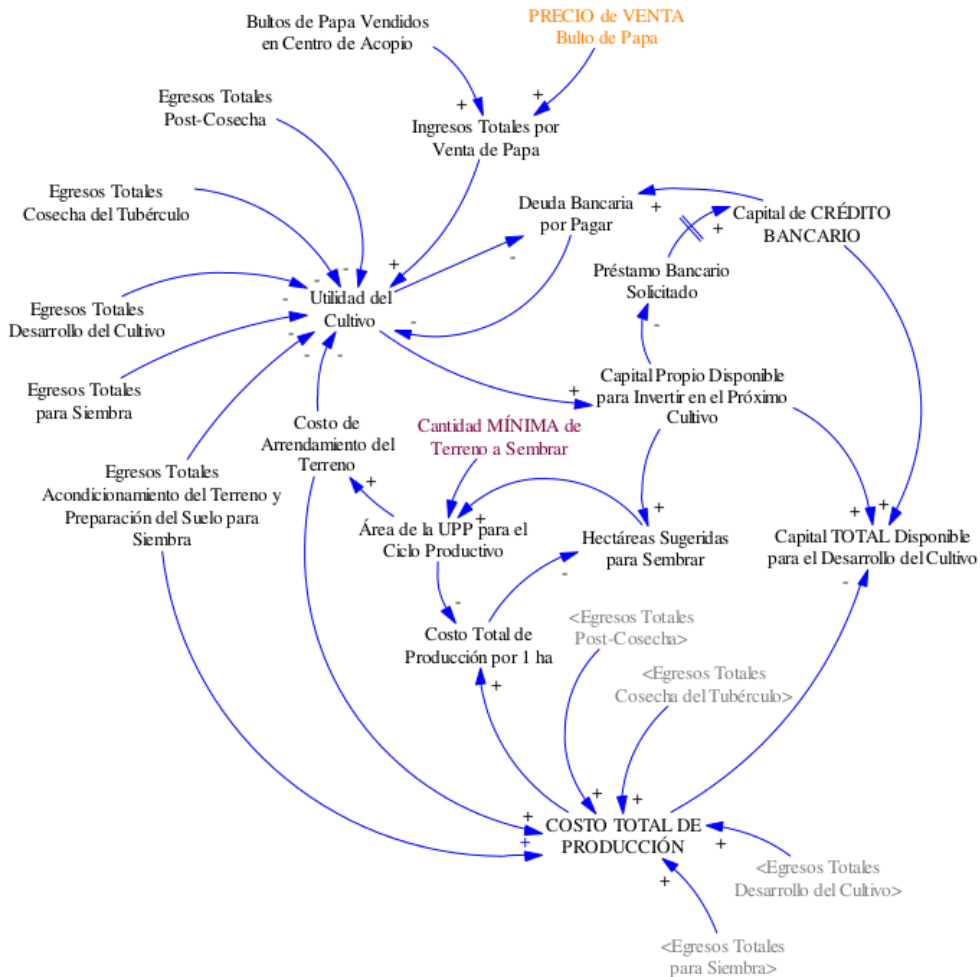 Bultos de Papa Vendidos
en Centro de Acopio
PRECIO de VENTA
Bulto de Papa
Egresos Totales
Post-Cosecha
+
+
Ingresos Totales por
Venta de Papa
Egresos Totales
Cosecha del Tubérculo
Deuda Bancaria
por Pagar
+
+
Capital de CRÉDITO
BANCARIO
-
Préstamo Bancario
Solicitado
-
-
-
+
Utilidad del
Cultivo
-
-
-
-
-
-
Egresos Totales
Desarrollo del Cultivo
Egresos Totales
para Siembra
Capital Propio Disponible
para Invertir en el Próximo
Cultivo
+
Costo de
Arrendamiento del
Terreno
Cantidad MÍNIMA de
Terreno a Sembrar
Egresos Totales
Acondicionamiento del Terreno y
Preparación del Suelo para
Siembra
+
+
Área de la UPP para el
Ciclo Productivo
+
Hectáreas Sugeridas
para Sembrar
+
+
Capital TOTAL Disponible
para el Desarrollo del Cultivo
-
-
-
Costo Total de
Producción por 1 ha
+
<Egresos Totales
Post-Cosecha>
<Egresos Totales
Cosecha del Tubérculo>
+
+
+
+
COSTO TOTAL DE
PRODUCCIÓN
+
+
<Egresos Totales
Desarrollo del Cultivo>
<Egresos Totales
para Siembra>